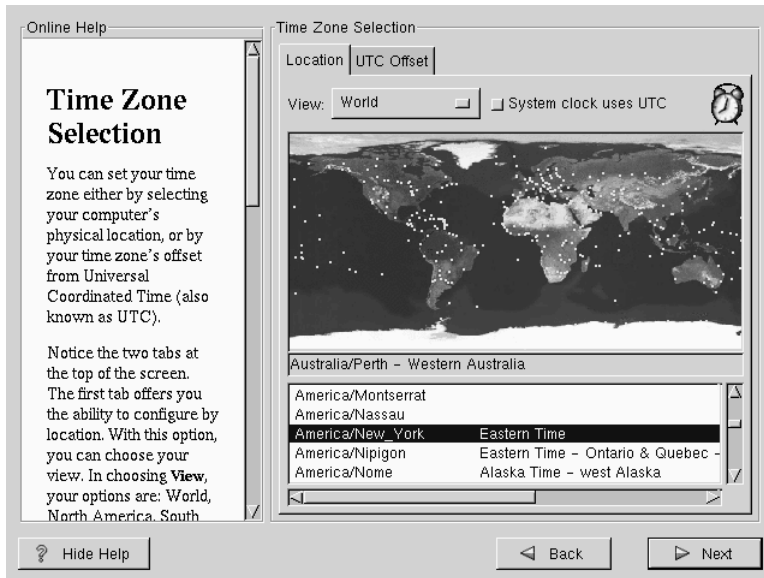 Online Help
Time Zone
Selection
You can set your time
zone either by selecting
your computer's
physical location, or by
your time zone's offset
from Universal
Coordinated Time (also
known as UTC).
Notice the two tabs at
the top of the screen.
The first tab offers you
the ability to configure by
location. With this option,
you can choose your
view. In choosing View,
your options are: World,
North America, South
Time Zone Selection
Location UTC Offset
View: World System clock uses UTC
Australia/Perth – Western Australia
America/Montserrat
America/Nassau
America/New_York Eastern Time
America/Nipigon Eastern Time – Ontario & Quebec –
America/Nome Alaska Time – west Alaska
? Hide Help
Back
Next